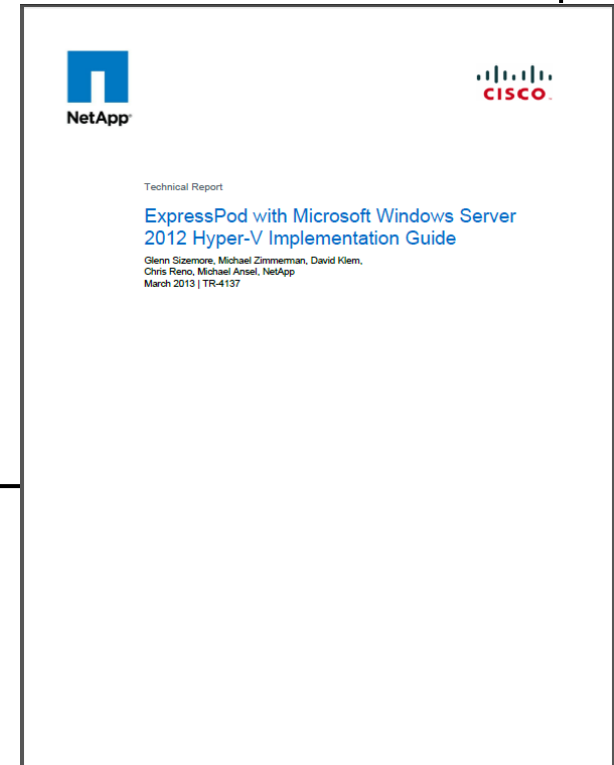 NetApp
CISCO
Technical Report
ExpressPod with Microsoft Windows Server
2012 Hyper-V Implementation Guide
Glenn Sizemore, Michael Zimmerman, David Klem,
Chris Reno, Michael Ansel, NetApp
March 2013 | TR-4137